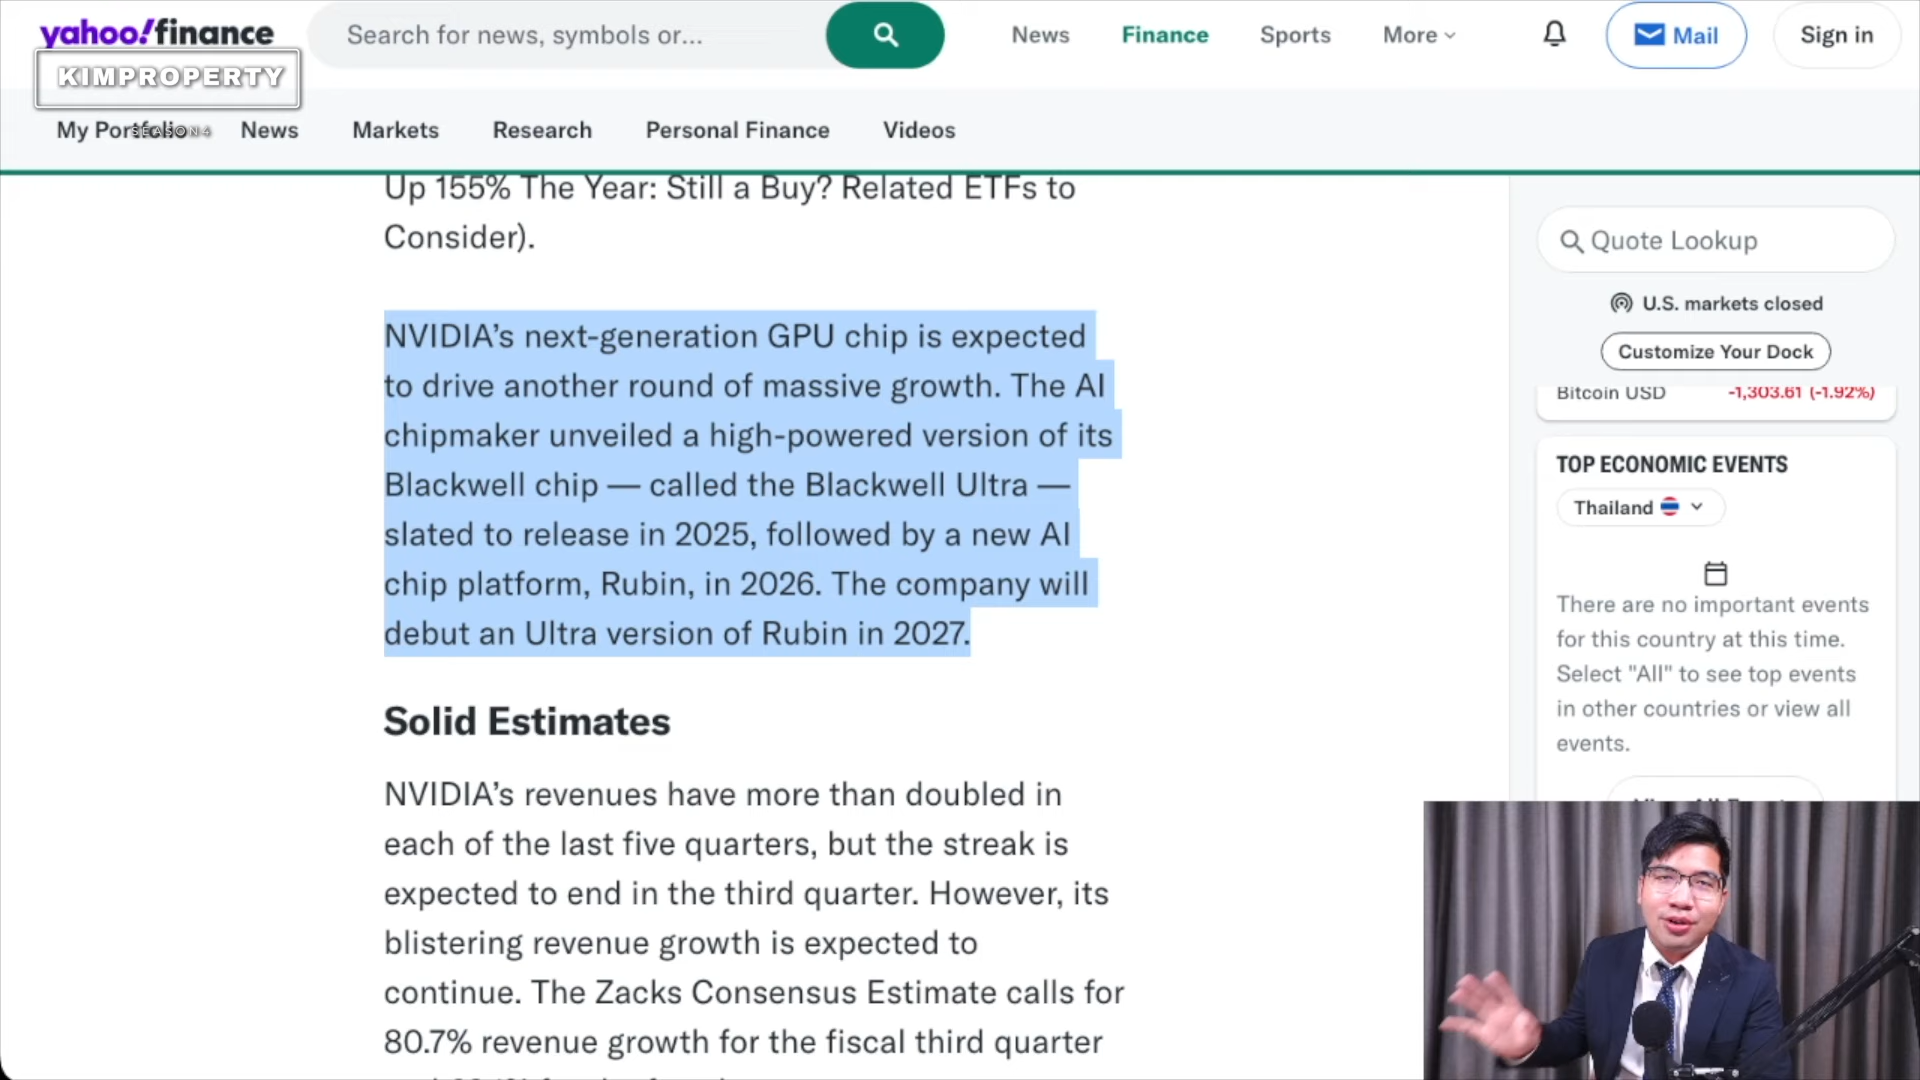 yahoo!finance
Search for news, symbols or...
News
Finance
Sports
More
Mail
Sign in
KIMPROPERTY
SEASON4
My Portfolio
News
Markets
Research
Personal Finance
Videos
Up 155% The Year: Still a Buy? Related ETFs to
Consider).
NVIDIA’s next-generation GPU chip is expected
to drive another round of massive growth. The AI
chipmaker unveiled a high-powered version of its
Blackwell chip — called the Blackwell Ultra —
slated to release in 2025, followed by a new AI
chip platform, Rubin, in 2026. The company will
debut an Ultra version of Rubin in 2027.
Solid Estimates
NVIDIA’s revenues have more than doubled in
each of the last five quarters, but the streak is
expected to end in the third quarter. However, its
blistering revenue growth is expected to
continue. The Zacks Consensus Estimate calls for
80.7% revenue growth for the fiscal third quarter
Quote Lookup
U.S. markets closed
Customize Your Dock
Bitcoin USD -1,303.61 (-1.92%)
TOP ECONOMIC EVENTS
Thailand
There are no important events
for this country at this time.
Select "All" to see top events
in other countries or view all
events.